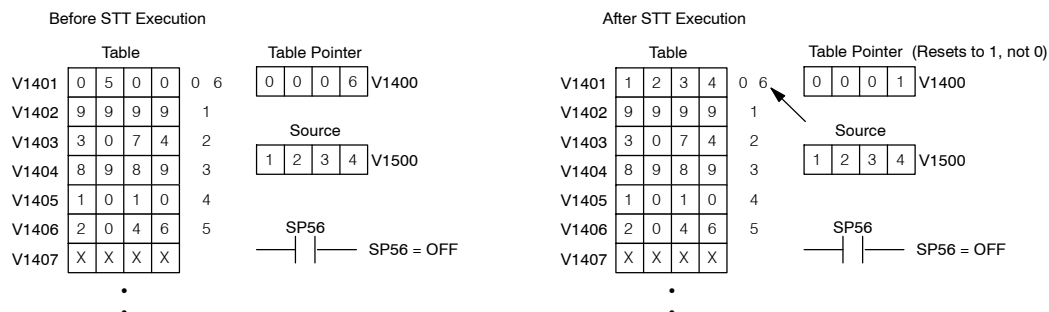 Before STT Execution
Table
Table Pointer
V1401 0 5 0 0 0 6
0 0 0 6 V1400
V1402 9 9 9 9 1
V1403 3 0 7 4 2
Source
V1404 8 9 8 9 3
1 2 3 4 V1500
V1405 1 0 1 0 4
V1406 2 0 4 6 5
SP56
SP56 = OFF
V1407 X X X X
After STT Execution
Table
Table Pointer (Resets to 1, not 0)
V1401 1 2 3 4 0 6
0 0 0 1 V1400
V1402 9 9 9 9 1
V1403 3 0 7 4 2
Source
V1404 8 9 8 9 3
1 2 3 4 V1500
V1405 1 0 1 0 4
V1406 2 0 4 6 5
SP56
SP56 = OFF
V1407 X X X X